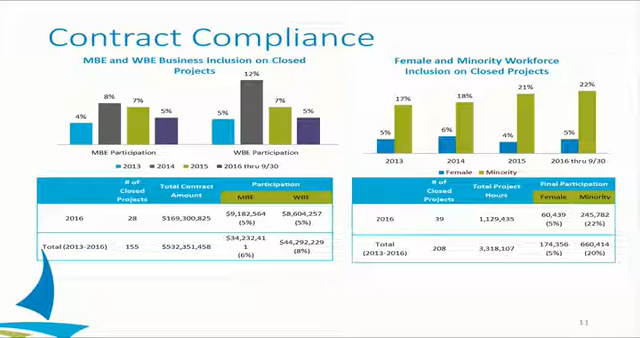 Contract Compliance
MBE and WBE Business Inclusion on Closed
Projects
4%
8%
7%
5%
5%
12%
7%
5%
MBE Participation
WBE Participation
2013
2014
2015
2016 thru 9/30
# of
Closed
Projects
Total Contract
Amount
Participation
MBE
WBE
2016
28
$169,300,825
$9,182,564
(5%)
$8,604,257
(5%)
Total (2013-2016)
155
$532,351,458
$34,232,41
1
(6%)
$44,292,229
(8%)
Female and Minority Workforce
Inclusion on Closed Projects
5%
17%
6%
18%
4%
21%
5%
22%
2013
2014
2015
2016 thru 9/30
Female
Minority
# of
Closed
Projects
Total Project
Hours
Final Participation
Female
Minority
2016
39
1,129,435
60,439
(5%)
245,782
(22%)
Total
(2013-2016)
208
3,318,107
174,356
(5%)
660,414
(20%)
11